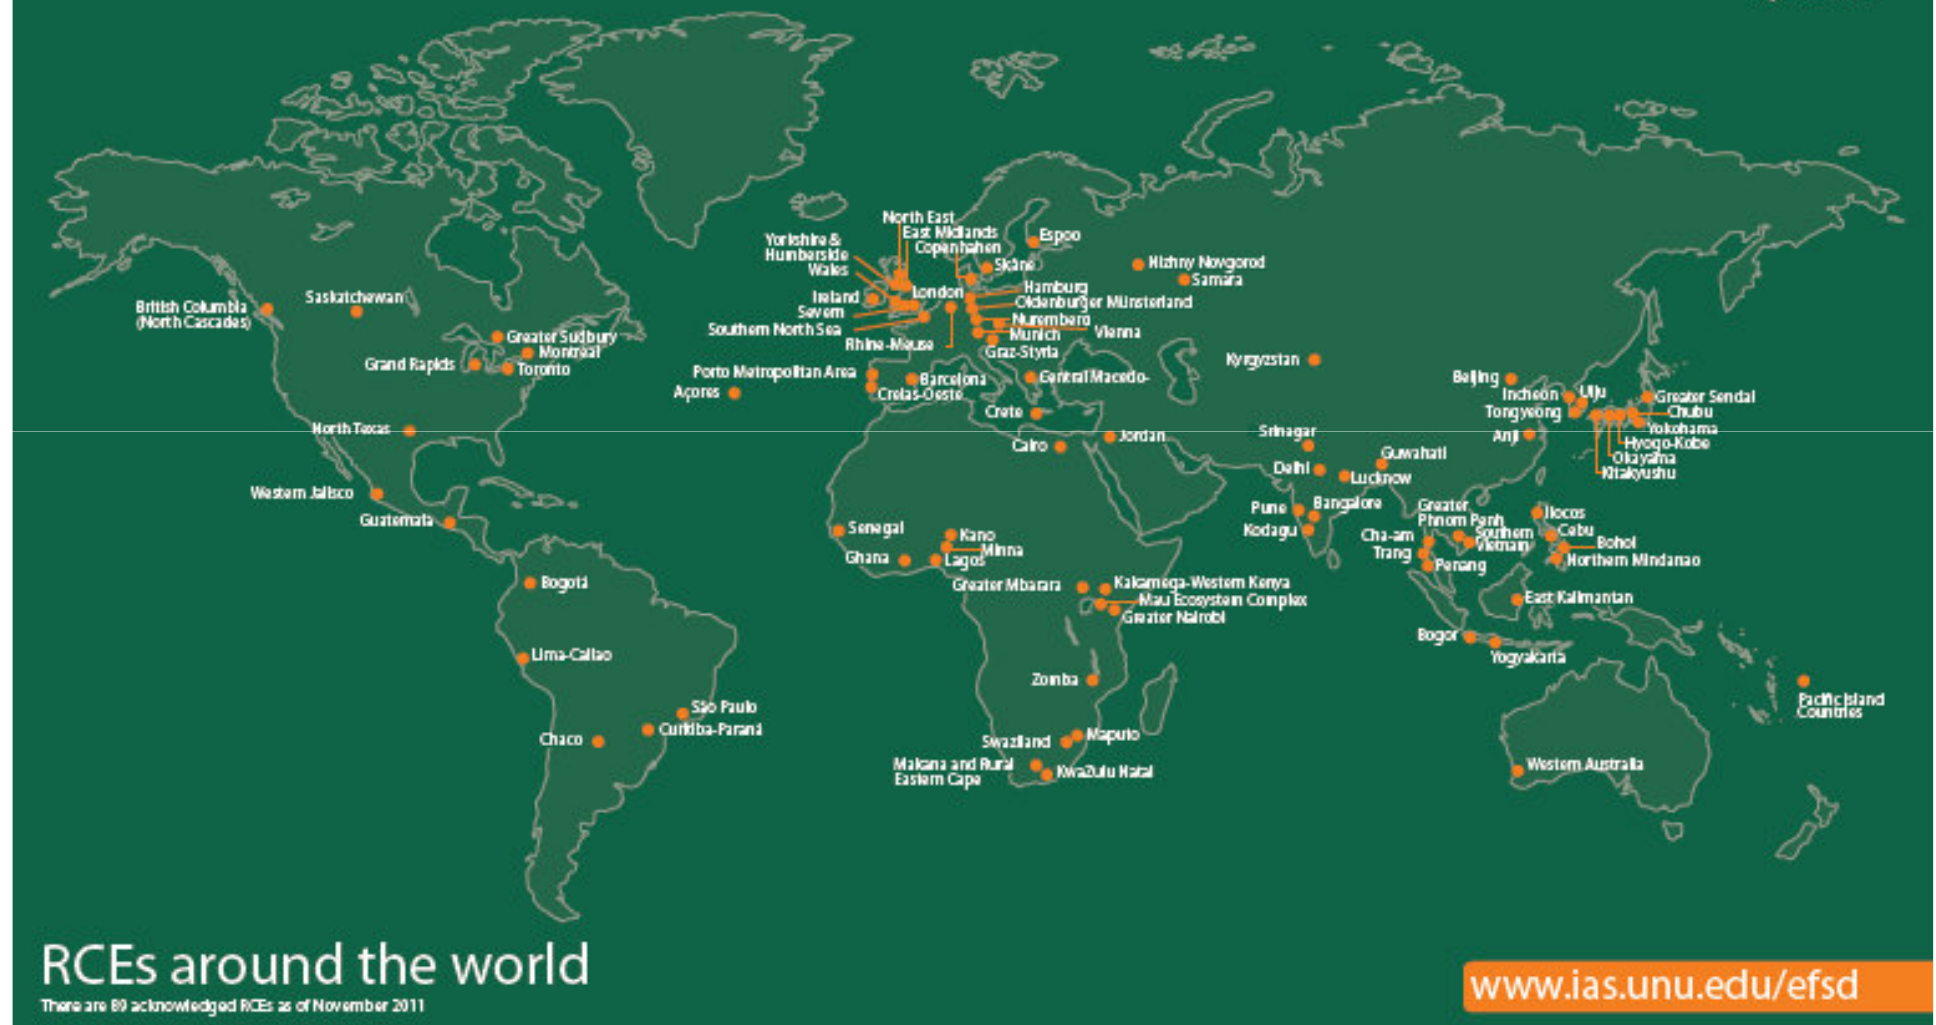 North East
East Midlands
Copenhahen
Yorkshire &
Humberside
Wales
Espoo
Skåne
Nizhny Novgorod
Samara
Ireland
London
Hamburg
Oldenburger Münsterland
Severn
Nuremberg
Southern North Sea
Munich
Vienna
Rhine-Meuse
Graz-Styria
British Columbia
(North Cascades)
Saskatchewan
Greater Sudbury
Montreal
Grand Rapids
Toronto
Porto Metropolitan Area
Barcelona
Central Macedo-
Açores
Creias-Oeste
Crete
Kyrgyzstan
Beijing
Incheon
Ulju
Greater Sendai
Tongyeong
Chubu
North Texas
Cairo
Jordan
Srinagar
Anji
Yokohama
Hyogo-Kobe
Okayama
Kitakyushu
Guwahati
Delhi
Lucknow
Western Jalisco
Guatemala
Pune
Bangalore
Kodagu
Greater
Phnom Penh
Southern
Vietnam
Ilocos
Cebu
Bohol
Northern Mindanao
Cha-am
Trang
Penang
Senegal
Kano
Minna
Ghana
Lagos
Bogotá
Greater Mbarara
Kakamega-Western Kenya
Mau Ecosystem Complex
Greater Nairobi
East Kalimantan
Bogor
Yogyakarta
Lima-Callao
Zomba
São Paulo
Curitiba-Paraná
Chaco
Swaziland
Maputo
Makana and Rural
Eastern Cape
KwaZulu Natal
Pacific Island
Countries
Western Australia
RCEs around the world
There are 89 acknowledged RCEs as of November 2011
www.ias.unu.edu/efsd